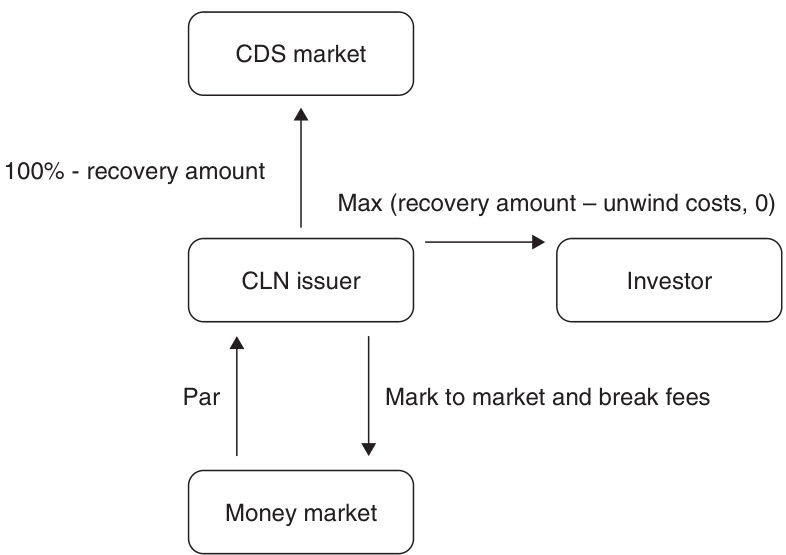 CDS market
100% - recovery amount
Max (recovery amount – unwind costs, 0)
CLN issuer
Investor
Par
Mark to market and break fees
Money market